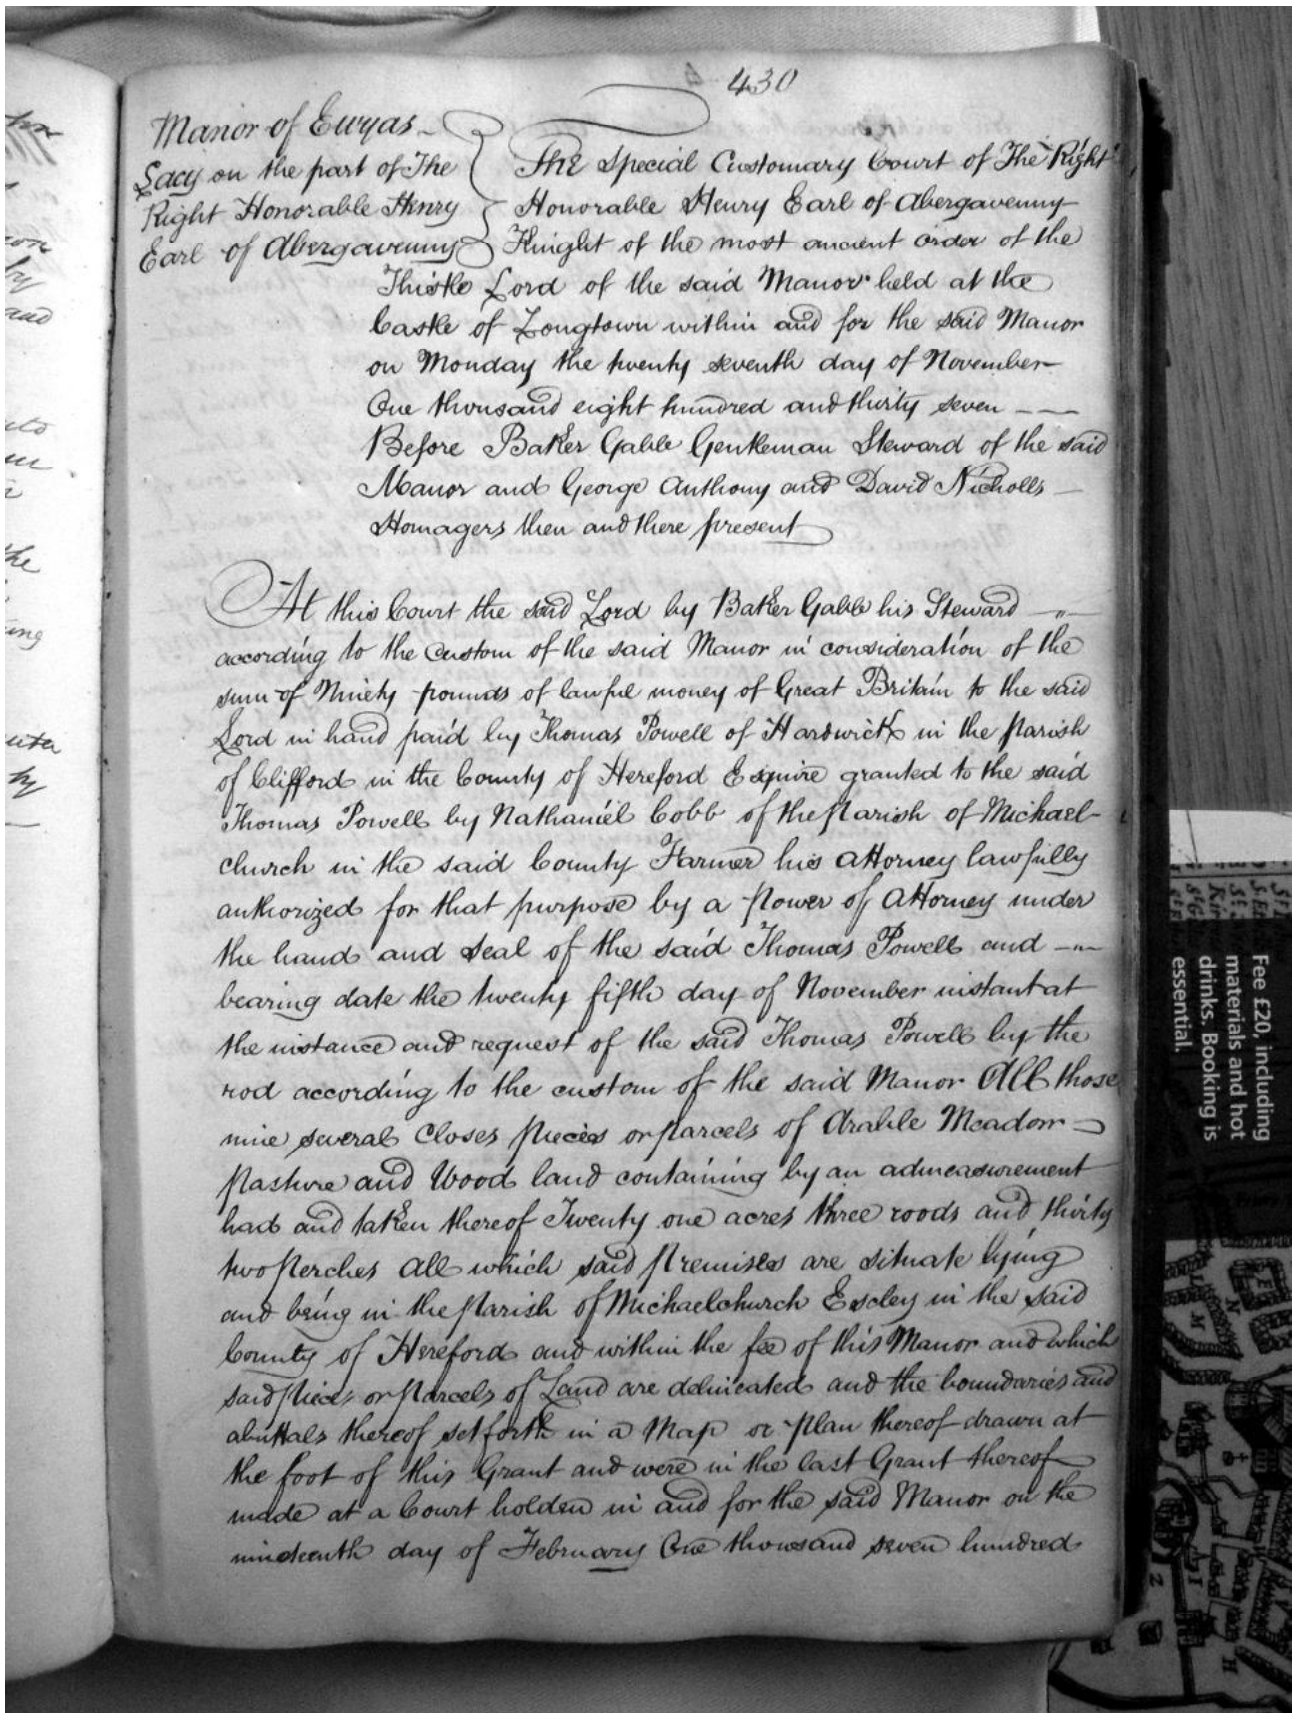 430
Manor of Ewyas
Lacy on the part of The
Right Honorable Henry
Earl of Abergavenny
The Special Customary Court of The Right
Honorable Henry Earl of Abergavenny
Knight of the most ancient order of the
Thistle Lord of the said Manor held at the
Castle of Longtown within and for the said Manor
on Monday the twenty seventh day of November
One thousand eight hundred and thirty seven
Before Baker Gabb Gentleman Steward of the said
Manor and George Anthony and David Nicholls
Homagers then and there present
At this Court the said Lord by Baker Gabb his Steward
according to the custom of the said Manor in consideration of the
sum of Ninety pounds of lawful money of Great Britain to the said
Lord in hand paid by Thomas Powell of Hardwick in the parish
of Clifford in the County of Hereford Esquire granted to the said
Thomas Powell by Nathaniel Cobb of the parish of Michael-
church in the said County Farmer his attorney lawfully
authorized for that purpose by a power of Attorney under
the hand and seal of the said Thomas Powell and
bearing date the twenty fifth day of November instant at
the instance and request of the said Thomas Powell by the
rod according to the custom of the said Manor All those
nine several closes pieces or parcels of Arable Meadow
pasture and Wood land containing by an admeasurement
had and taken thereof Twenty one acres three roods and thirty
two perches All which said premises are situate lying
and being in the parish of Michaelchurch Escley in the said
County of Hereford and within the fee of this Manor and which
said pieces or parcels of Land are delineated and the boundaries and
abuttals thereof set forth in a Map or plan thereof drawn at
the foot of this Grant and were in the last Grant thereof
made at a Court holden in and for the said Manor on the
nineteenth day of February One thousand seven hundred
Fee £20, including
materials and hot
drinks. Booking is
essential.